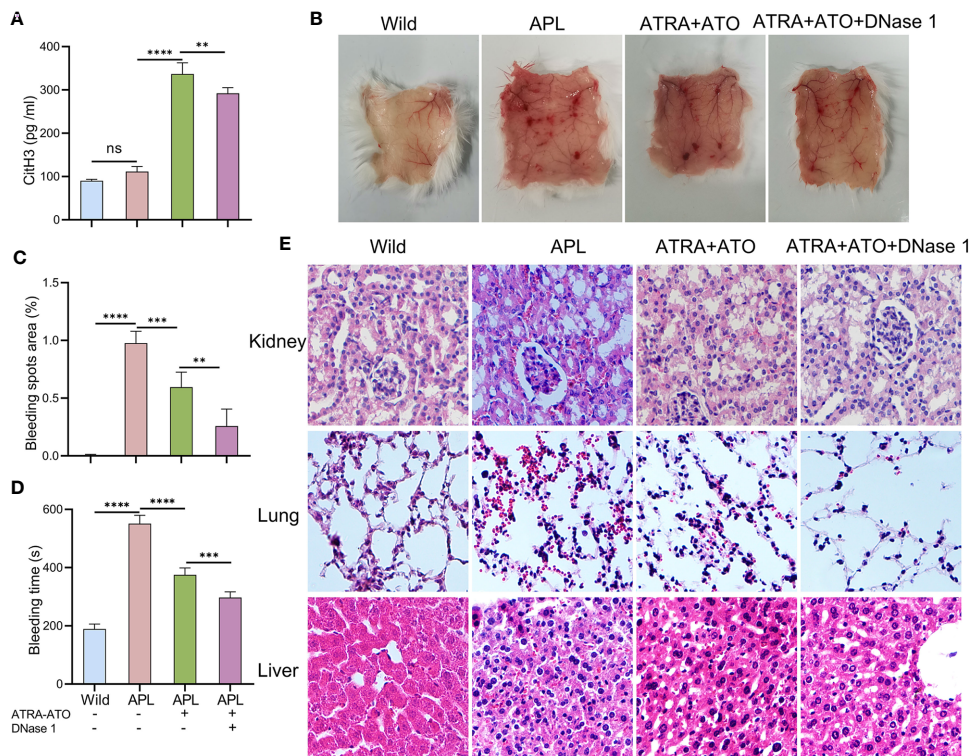 A
CitH3 (pg /ml)
400
300
200
100
0
ns
****
**
B
Wild APL ATRA+ATO ATRA+ATO+DNase 1
C
Bleeding spots area (%)
1.5
1.0
0.5
0.0
****
***
**
D
Bleeding time (s)
600
400
200
0
****
****
***
Wild APL APL APL
ATRA-ATO - - + +
DNase 1 - - - +
E
Wild APL ATRA+ATO ATRA+ATO+DNase 1
Kidney
Lung
Liver